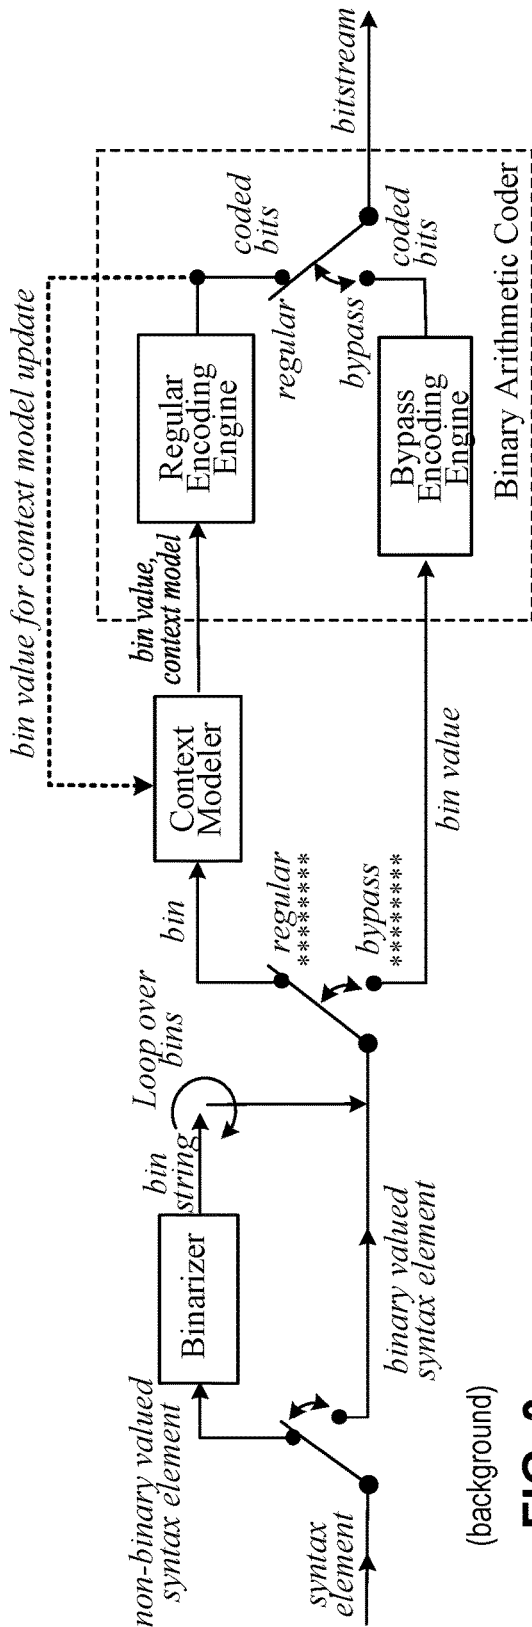 bin value for context model update
non-binary valued
syntax element
Binarizer
bin
string
Loop over
bins
bin
Context
Modeler
bin value,
context model
Regular
Encoding
Engine
coded
bits
regular
********
regular
bitstream
syntax
element
binary valued
syntax element
bypass
********
bin value
bypass
Bypass
Encoding
Engine
coded
bits
Binary Arithmetic Coder
(background)
FIG.